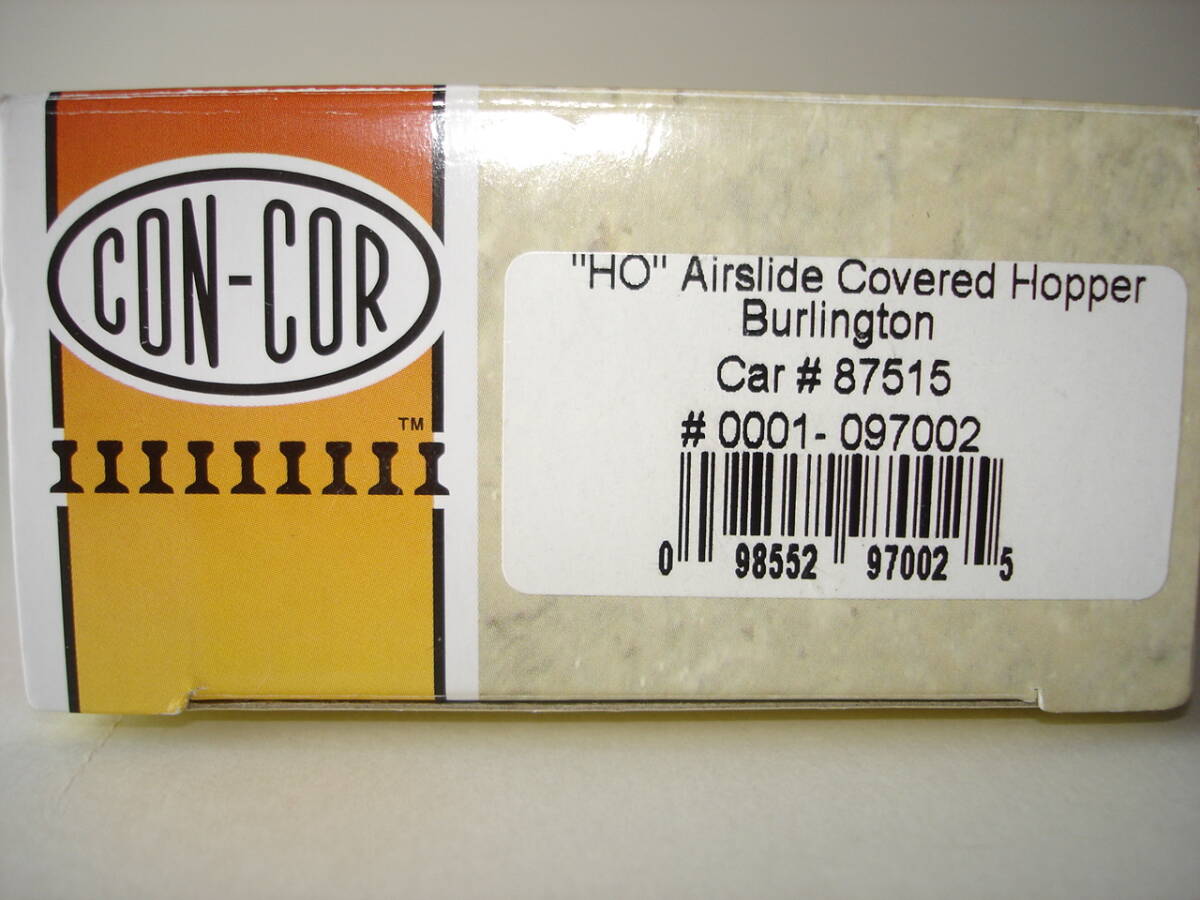 CON-COR
TM
"HO" Airslide Covered Hopper
Burlington
Car # 87515
# 0001- 097002
0 98552 97002 5